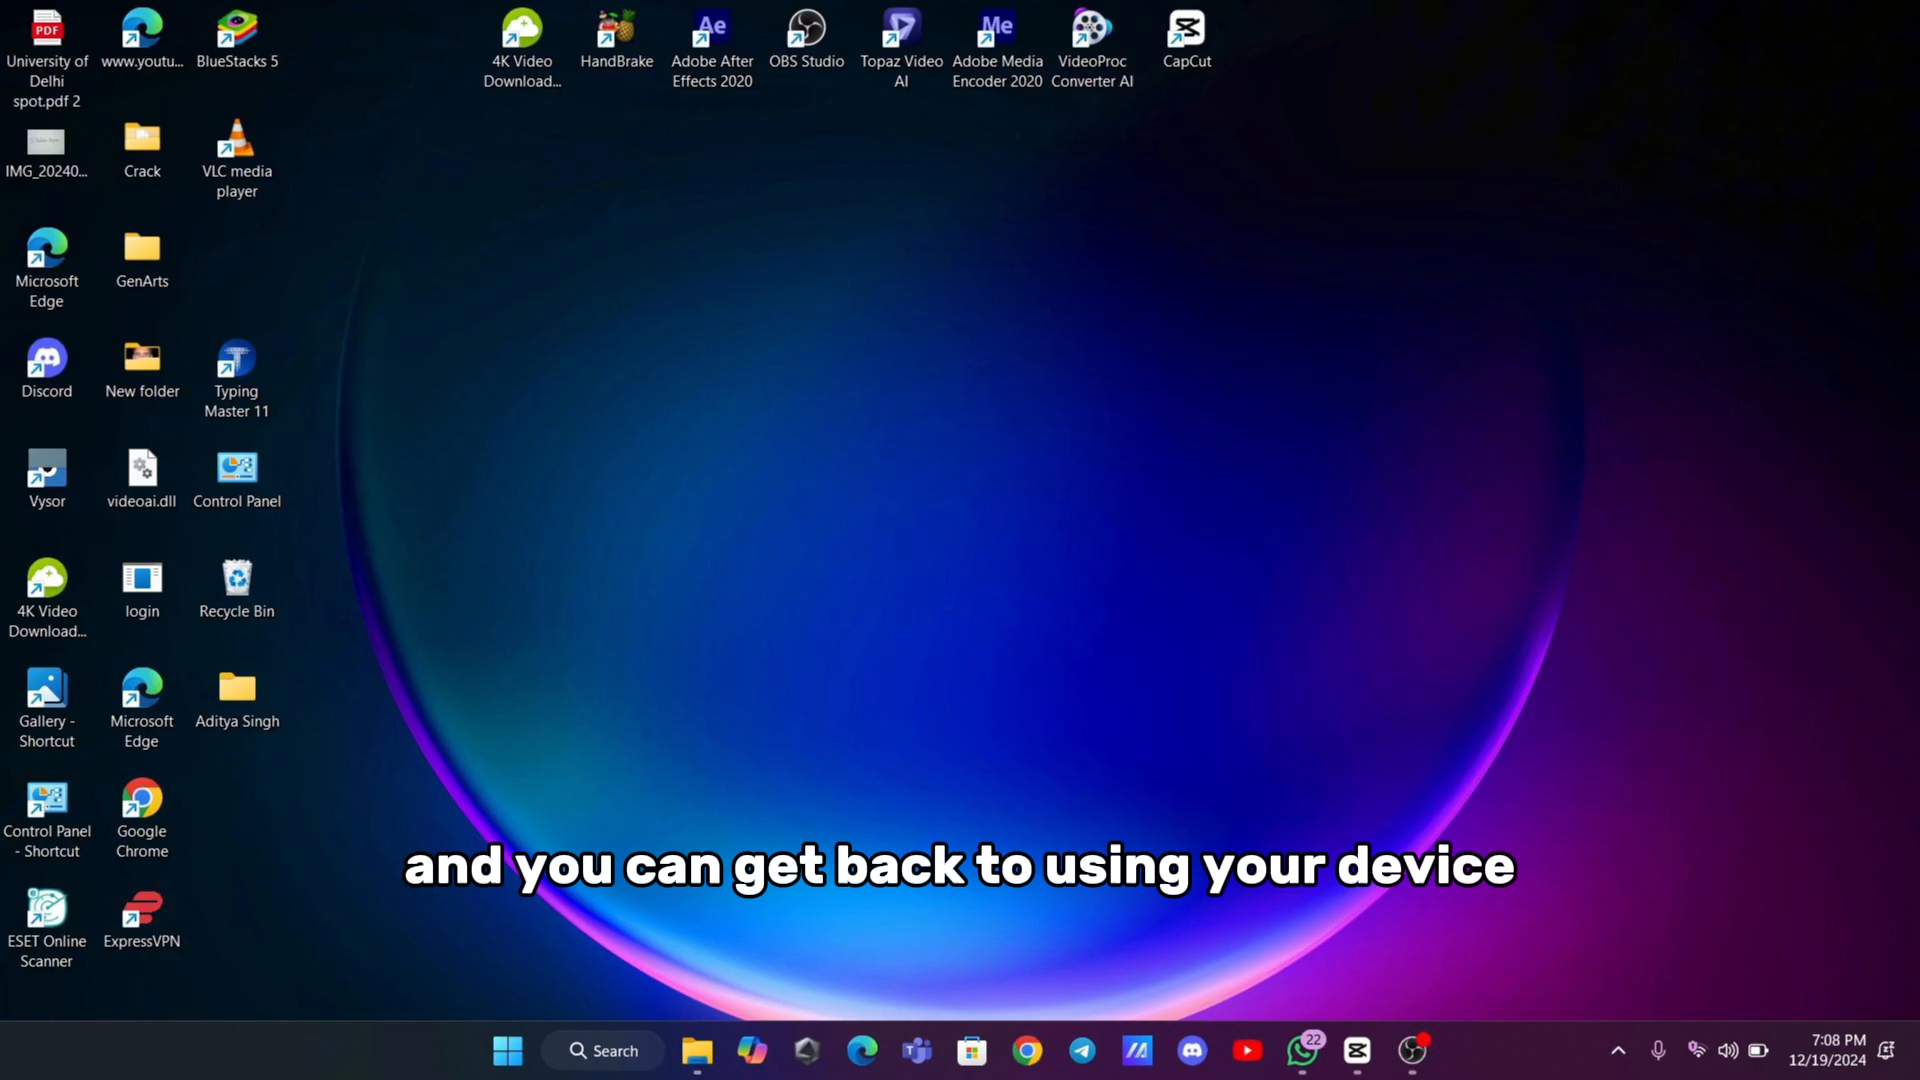 University of
Delhi
spot.pdf 2
www.youtu...
BlueStacks 5
4K Video
Download...
HandBrake
Adobe After
Effects 2020
OBS Studio
Topaz Video
AI
Adobe Media
Encoder 2020
VideoProc
Converter AI
CapCut
IMG_20240...
Crack
VLC media
player
Microsoft
Edge
GenArts
Discord
New folder
Typing
Master 11
Vysor
videoai.dll
Control Panel
4K Video
Download...
login
Recycle Bin
Gallery -
Shortcut
Microsoft
Edge
Aditya Singh
Control Panel
- Shortcut
Google
Chrome
and you can get back to using your device
ESET Online
Scanner
ExpressVPN
Search
22
7:08 PM
12/19/2024
PDF
Ae
Me